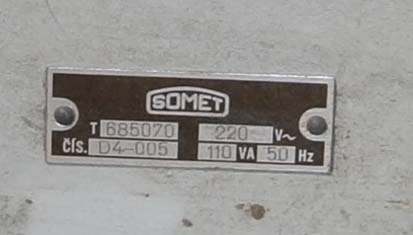 SOMET
T 685070 220 V~
ČÍS. D4-005 110 VA 50 Hz